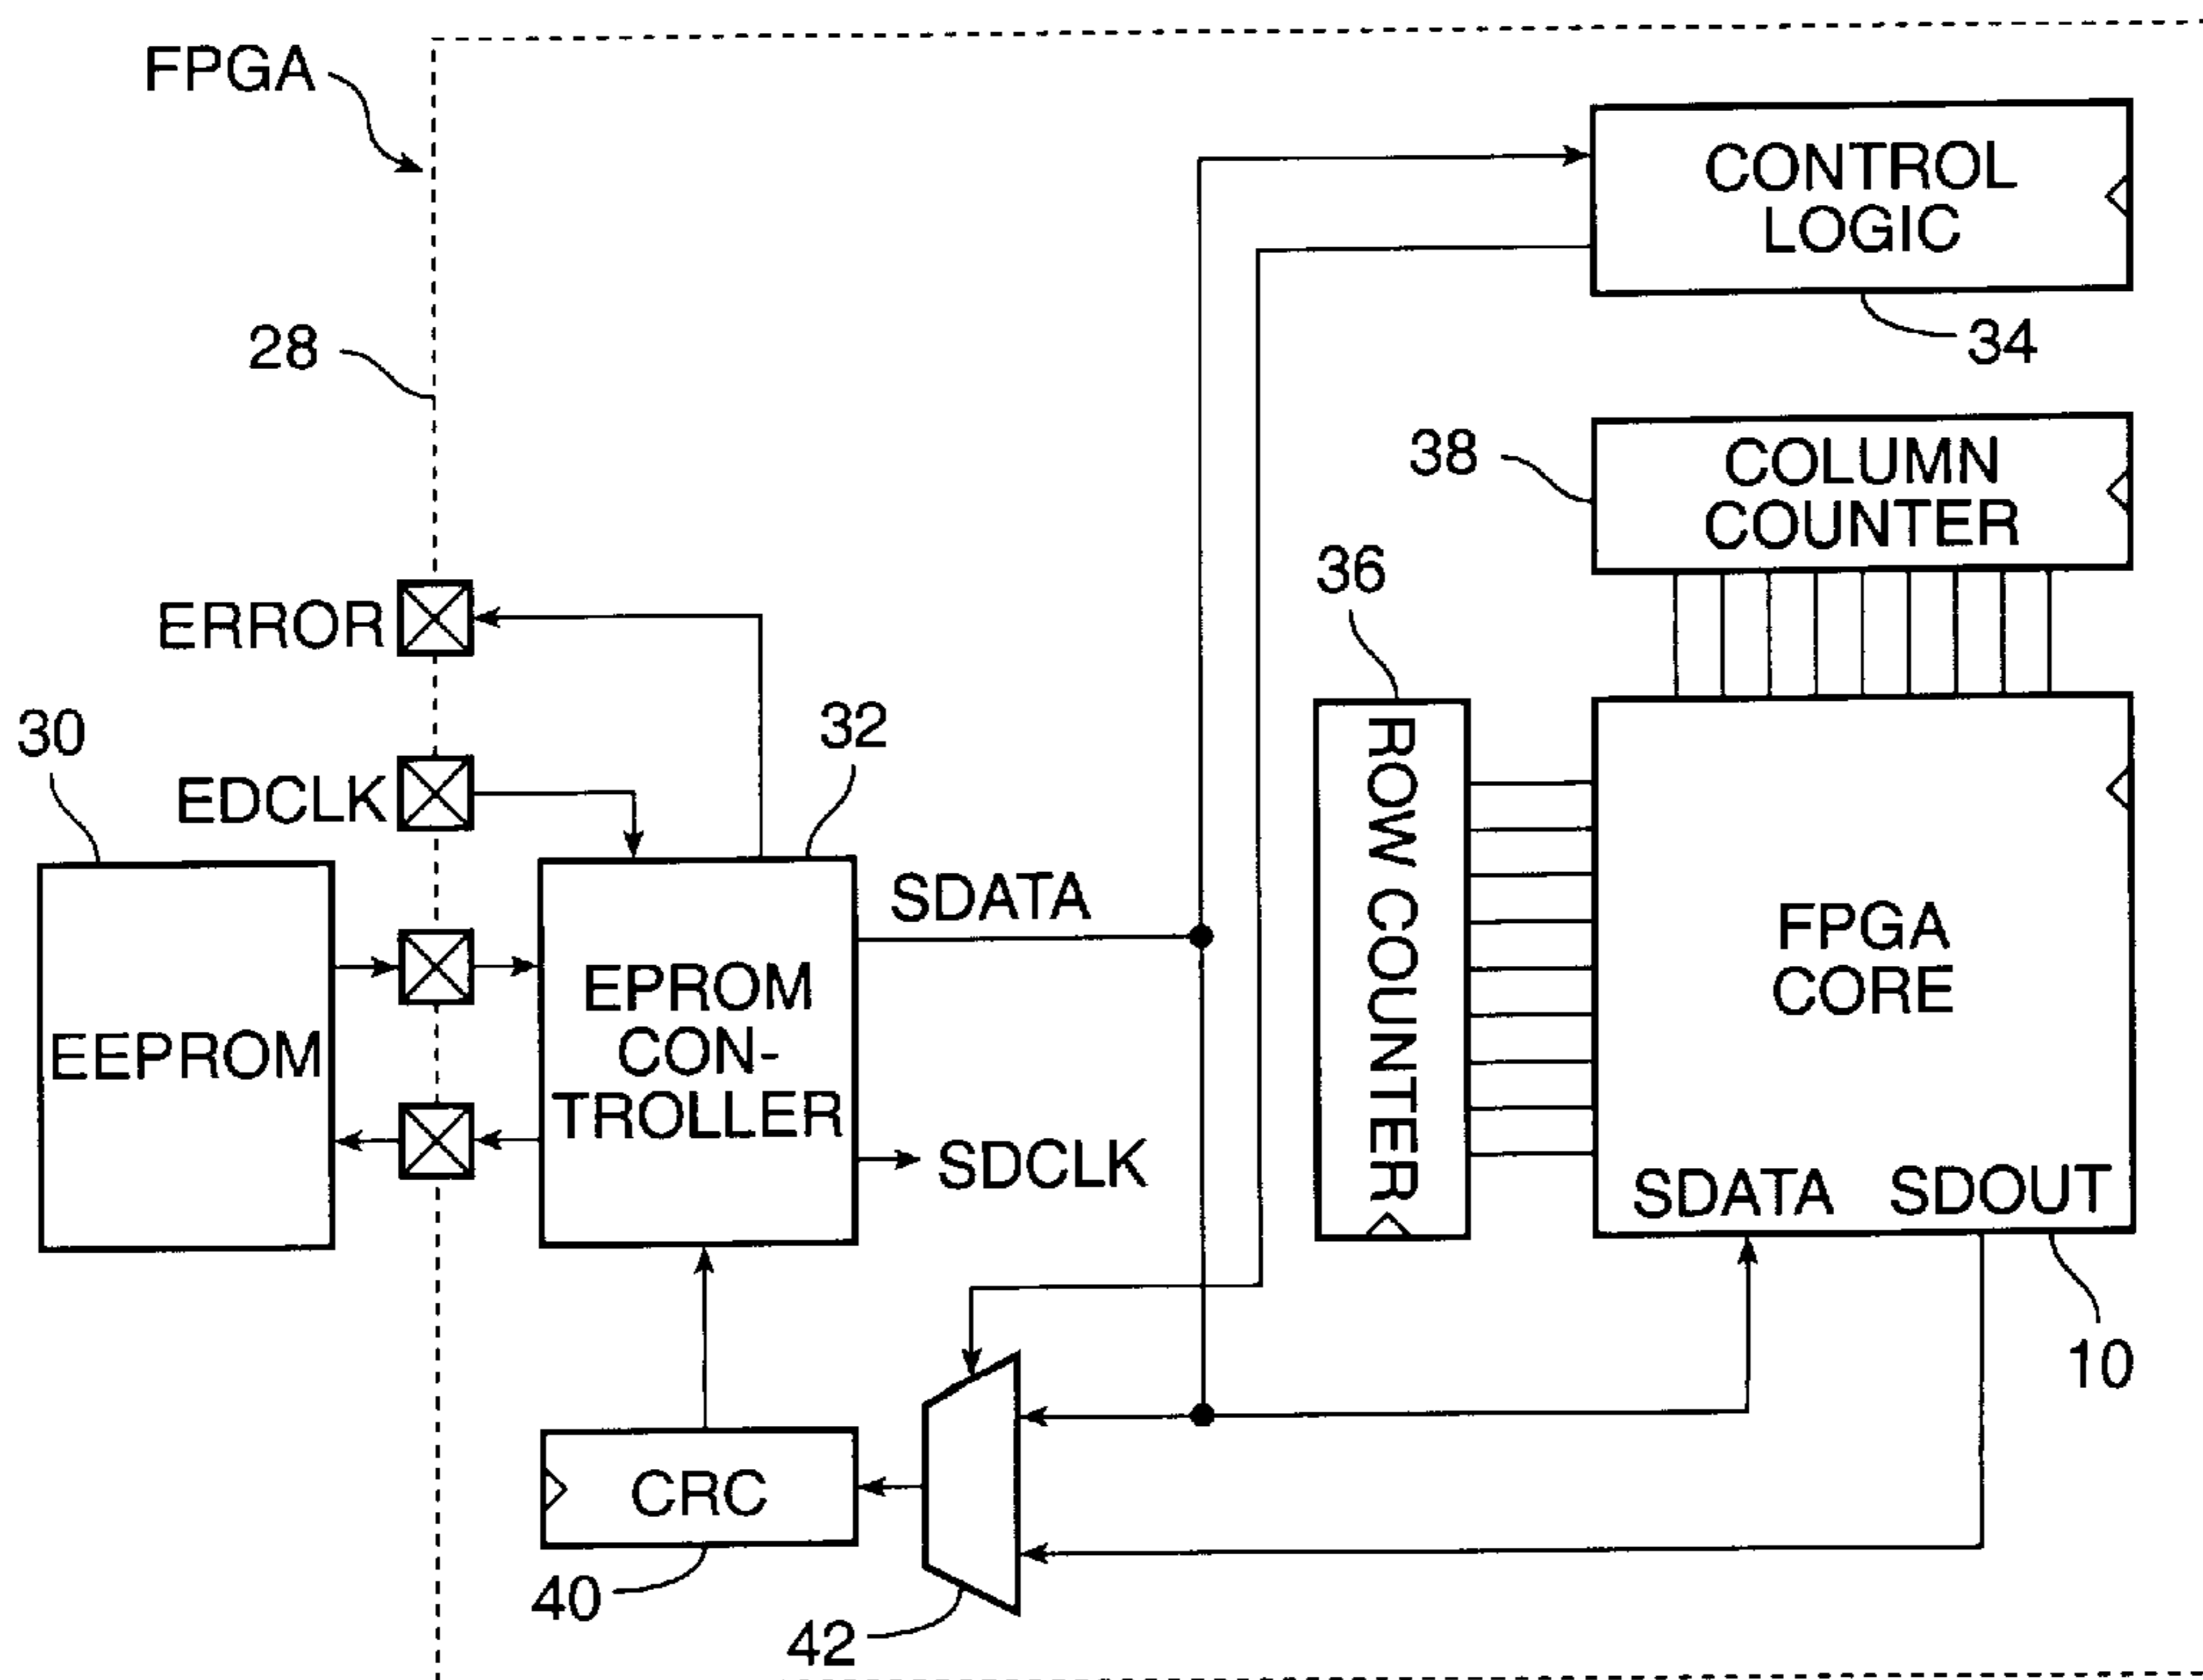 FPGA
CONTROL
LOGIC
28
34
38
COLUMN
COUNTER
36
ERROR
30
32
EDCLK
ROW COUNTER
SDATA
FPGA
CORE
EPROM
CON-
TROLLER
EEPROM
SDCLK
SDATA SDOUT
10
CRC
40
42